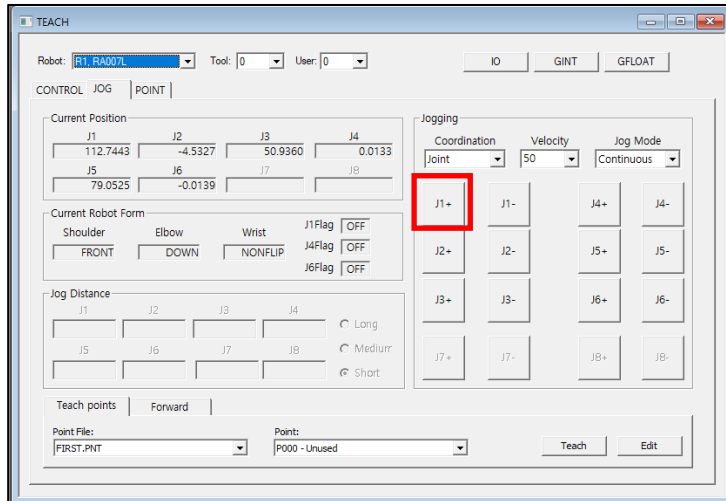 TEACH
Robot: R1, RA007L Tool: 0 User: 0 IO GINT GFLOAT
CONTROL JOG POINT
Current Position
J1 J2 J3 J4
112.7443 -4.5327 50.9360 0.0133
J5 J6 J7 J8
79.0525 -0.0139
Current Robot Form
Shoulder Elbow Wrist J1Flag OFF
FRONT DOWN NONFLIP J4Flag OFF
J6Flag OFF
Jog Distance
J1 J2 J3 J4
Long
J5 J6 J7 J8 Medium
Short
Jogging
Coordination Velocity Jog Mode
Joint 50 Continuous
J1+ J1- J4+ J4-
J2+ J2- J5+ J5-
J3+ J3- J6+ J6-
J7+ J7- J8+ J8-
Teach points Forward
Point File: Point:
FIRST.PNT P000 - Unused Teach Edit